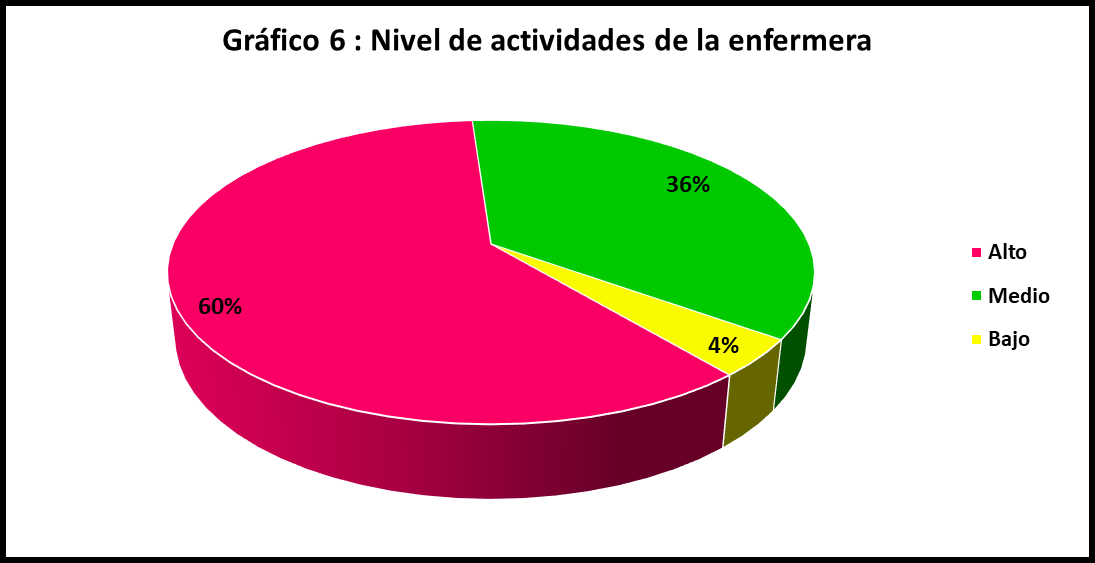 Gráfico 6 : Nivel de actividades de la enfermera
36%
60%
4%
Alto
Medio
Bajo